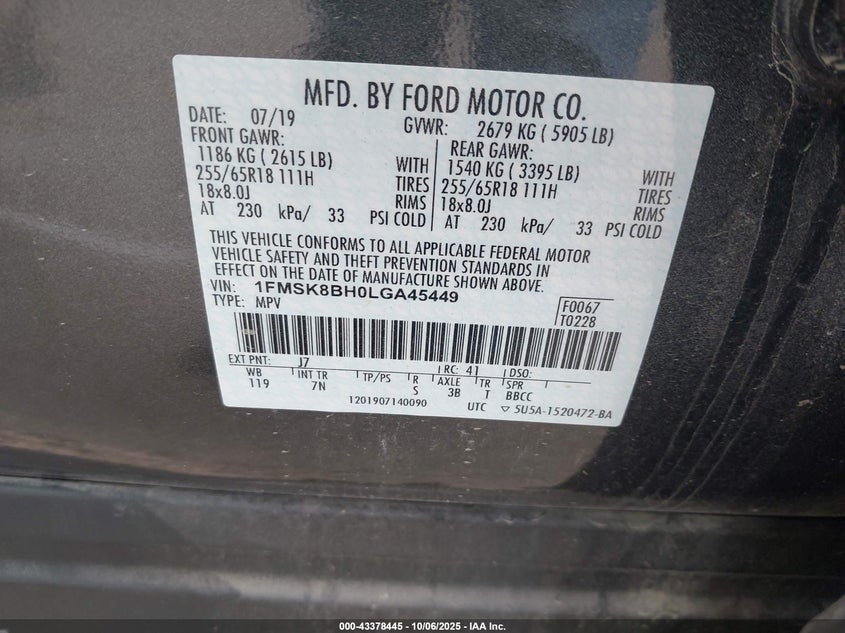 MFD. BY FORD MOTOR CO.
DATE: 07/19 GVWR: 2679 KG ( 5905 LB)
FRONT GAWR: REAR GAWR:
1186 KG ( 2615 LB) WITH 1540 KG ( 3395 LB) WITH
255/65R18 111H TIRES 255/65R18 111H TIRES
18x8.0J RIMS 18x8.0J RIMS
AT 230 kPa/ 33 PSI COLD AT 230 kPa/ 33 PSI COLD
THIS VEHICLE CONFORMS TO ALL APPLICABLE FEDERAL MOTOR
VEHICLE SAFETY AND THEFT PREVENTION STANDARDS IN
EFFECT ON THE DATE OF MANUFACTURE SHOWN ABOVE.
VIN: 1FMSK8BH0LGA45449 F0067
TYPE: MPV T0228
EXT PNT: J7 RC: 41 DSO:
WB INT TR TP/PS R AXLE TR SPR
119 7N S 3B T BBCC
1201907140090 UTC ▽ 5U5A-1520472-BA
000-43378445 - 10/06/2025 - IAA Inc.